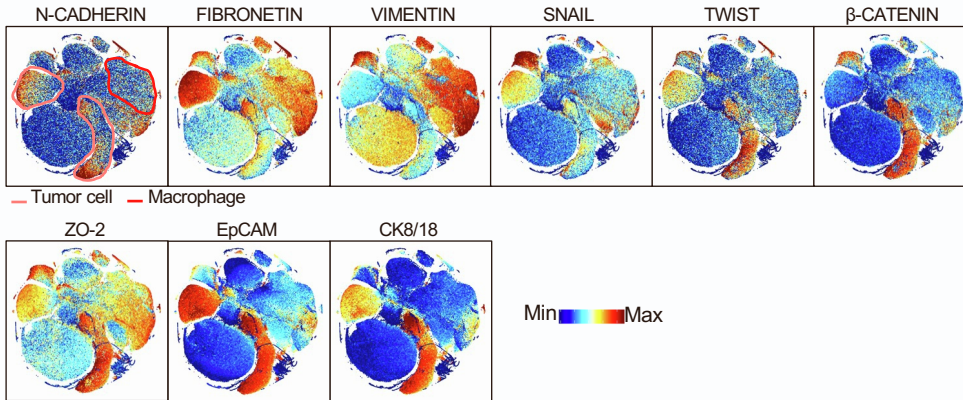 N-CADHERIN FIBRONETIN VIMENTIN SNAIL TWIST β-CATENIN
Tumor cell Macrophage
ZO-2 EpCAM CK8/18
Min Max